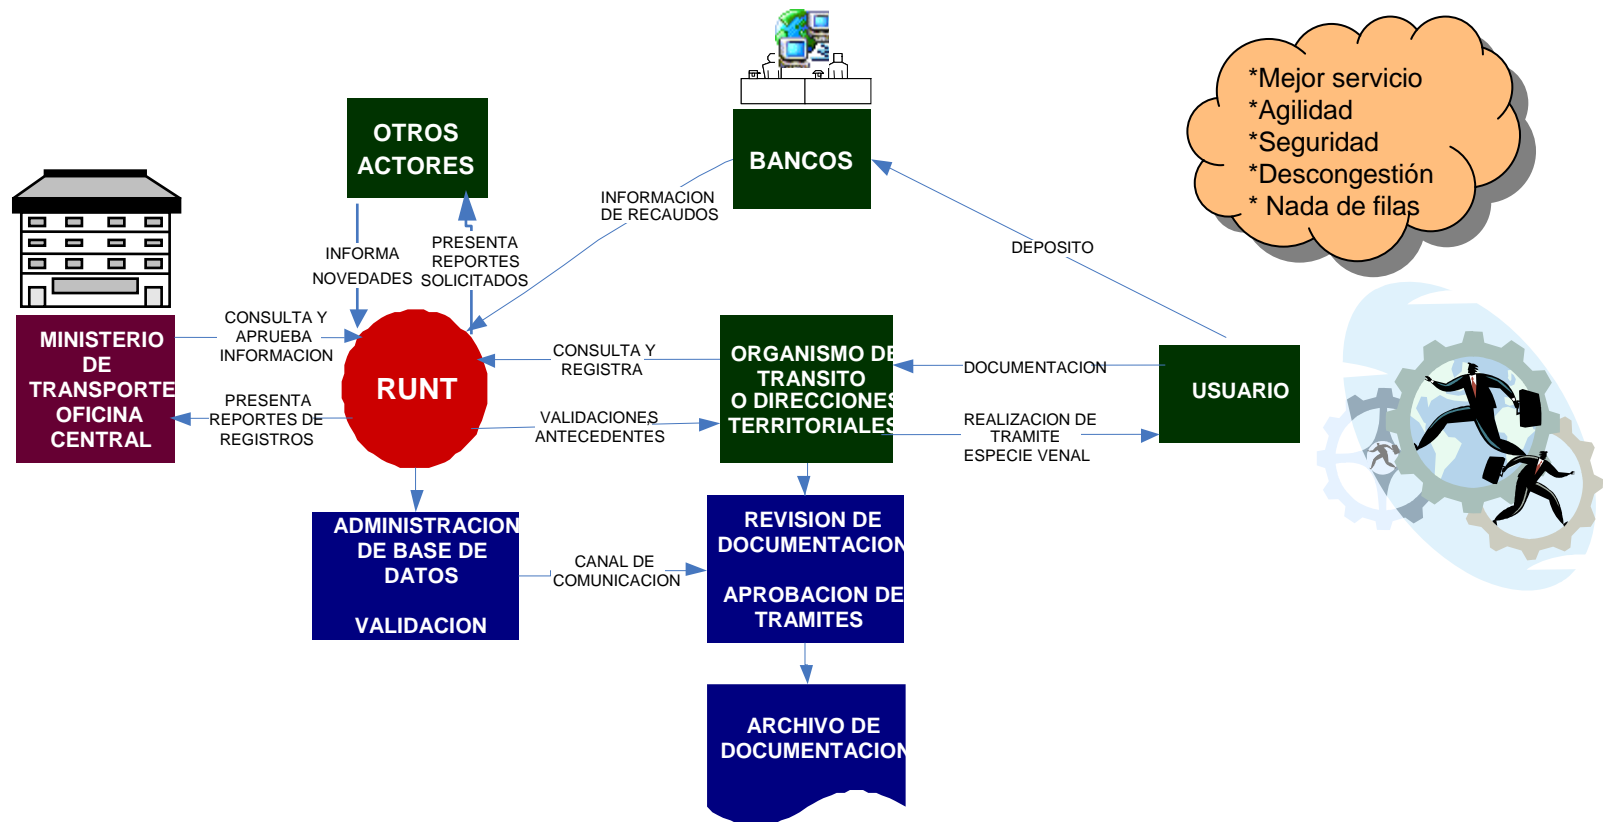 *Mejor servicio
*Agilidad
*Seguridad
*Descongestión
* Nada de filas
OTROS
ACTORES
BANCOS
INFORMACION
DE RECAUDOS
DEPOSITO
INFORMA
NOVEDADES
PRESENTA
REPORTES
SOLICITADOS
MINISTERIO
DE
TRANSPORTE
OFICINA
CENTRAL
CONSULTA Y
APRUEBA
INFORMACION
PRESENTA
REPORTES DE
REGISTROS
RUNT
CONSULTA Y
REGISTRA
VALIDACIONES,
ANTECEDENTES
ORGANISMO DE
TRANSITO
O DIRECCIONES
TERRITORIALES
DOCUMENTACION
REALIZACION DE
TRAMITE
ESPECIE VENAL
USUARIO
ADMINISTRACION
DE BASE DE
DATOS
VALIDACION
CANAL DE
COMUNICACION
REVISION DE
DOCUMENTACION
APROBACION DE
TRAMITES
ARCHIVO DE
DOCUMENTACION